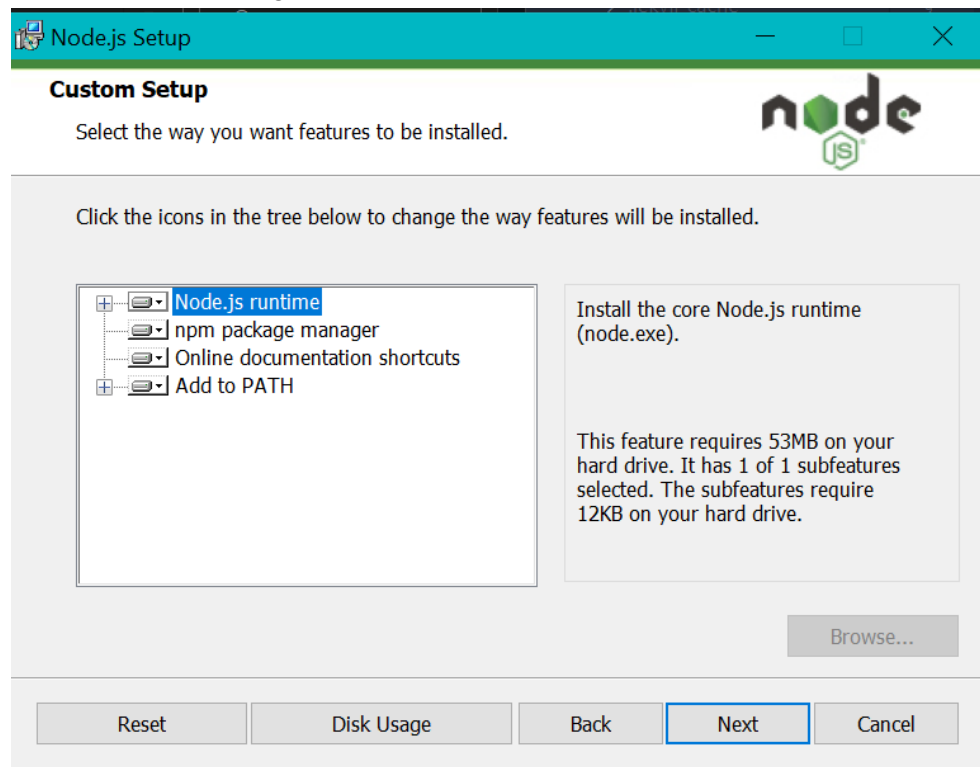 Node.js Setup
Custom Setup
Select the way you want features to be installed.
node
JS
Click the icons in the tree below to change the way features will be installed.
Node.js runtime
npm package manager
Online documentation shortcuts
Add to PATH
Install the core Node.js runtime
(node.exe).
This feature requires 53MB on your
hard drive. It has 1 of 1 subfeatures
selected. The subfeatures require
12KB on your hard drive.
Browse...
Reset
Disk Usage
Back
Next
Cancel